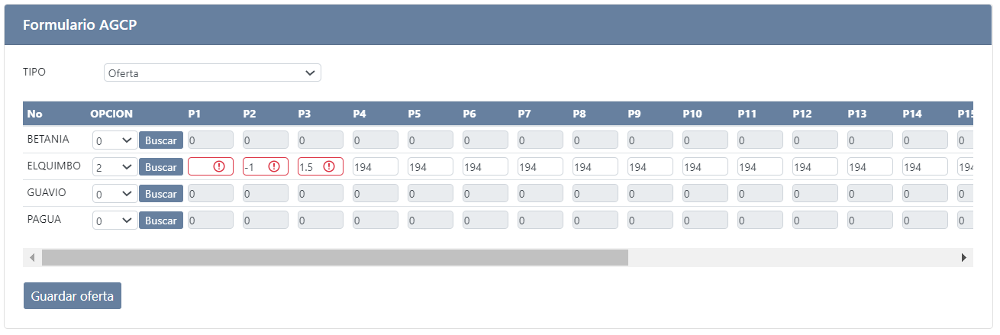 Formulario AGCP
TIPO Oferta
No OPCION P1 P2 P3 P4 P5 P6 P7 P8 P9 P10 P11 P12 P13 P14 P15
BETANIA 0 Buscar 0 0 0 0 0 0 0 0 0 0 0 0 0 0 0
ELQUIMBO 2 Buscar -1 1.5 194 194 194 194 194 194 194 194 194 194 194 194
GUAVIO 0 Buscar 0 0 0 0 0 0 0 0 0 0 0 0 0 0 0
PAGUA 0 Buscar 0 0 0 0 0 0 0 0 0 0 0 0 0 0 0
Guardar oferta